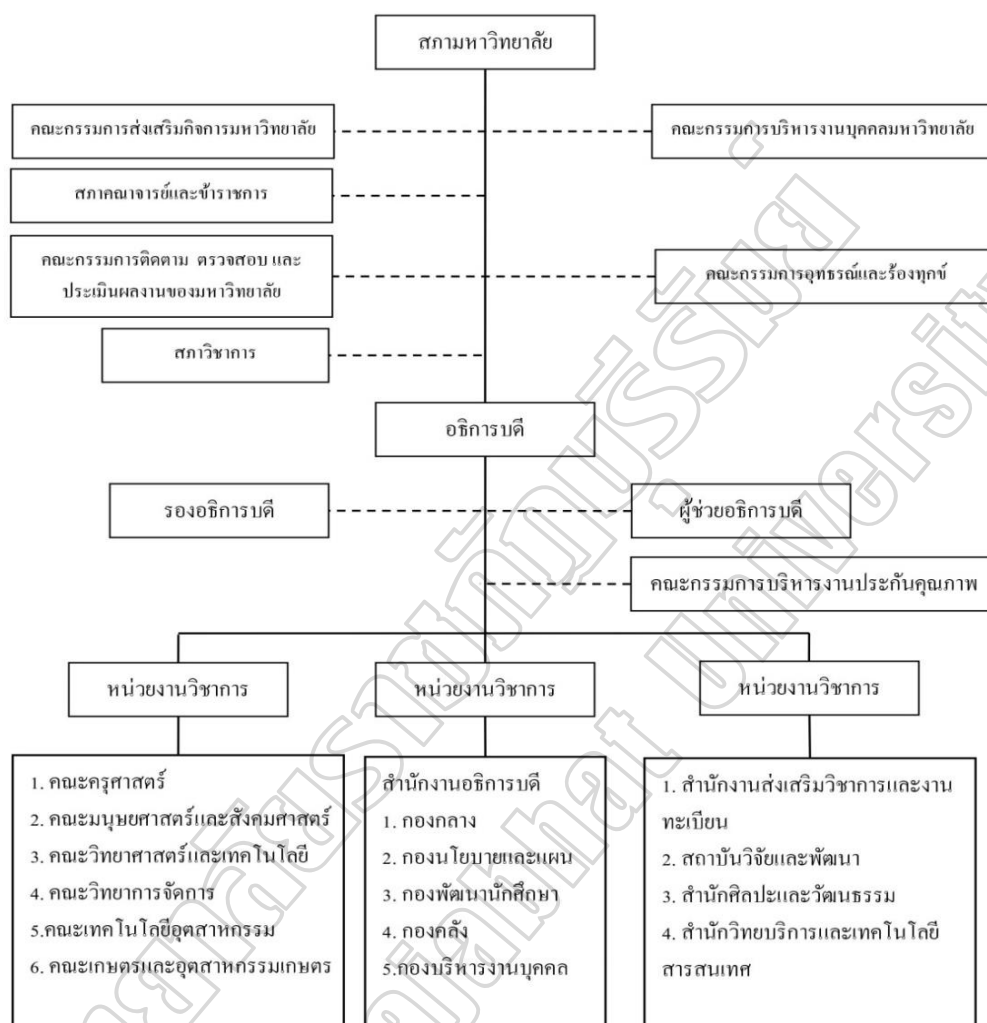 สภามหาวิทยาลัย
คณะกรรมการส่งเสริมกิจการมหาวิทยาลัย
คณะกรรมการบริหารงานบุคคลมหาวิทยาลัย
สภาคณาจารย์และข้าราชการ
คณะกรรมการติดตาม ตรวจสอบ และ
ประเมินผลงานของมหาวิทยาลัย
คณะกรรมการอุทธรณ์และร้องทุกข์
สภาวิชาการ
อธิการบดี
รองอธิการบดี
ผู้ช่วยอธิการบดี
คณะกรรมการบริหารงานประกันคุณภาพ
หน่วยงานวิชาการ
หน่วยงานวิชาการ
หน่วยงานวิชาการ
1. คณะครุศาสตร์
2. คณะมนุษยศาสตร์และสังคมศาสตร์
3. คณะวิทยาศาสตร์และเทคโนโลยี
4. คณะวิทยาการจัดการ
5.คณะเทคโนโลยีอุตสาหกรรม
6. คณะเกษตรและอุตสาหกรรมเกษตร
สำนักงานอธิการบดี
1. กองกลาง
2. กองนโยบายและแผน
3. กองพัฒนานักศึกษา
4. กองคลัง
5.กองบริหารงานบุคคล
1. สำนักงานส่งเสริมวิชาการและงาน
ทะเบียน
2. สถาบันวิจัยและพัฒนา
3. สำนักศิลปะและวัฒนธรรม
4. สำนักวิทยบริการและเทคโนโลยี
สารสนเทศ